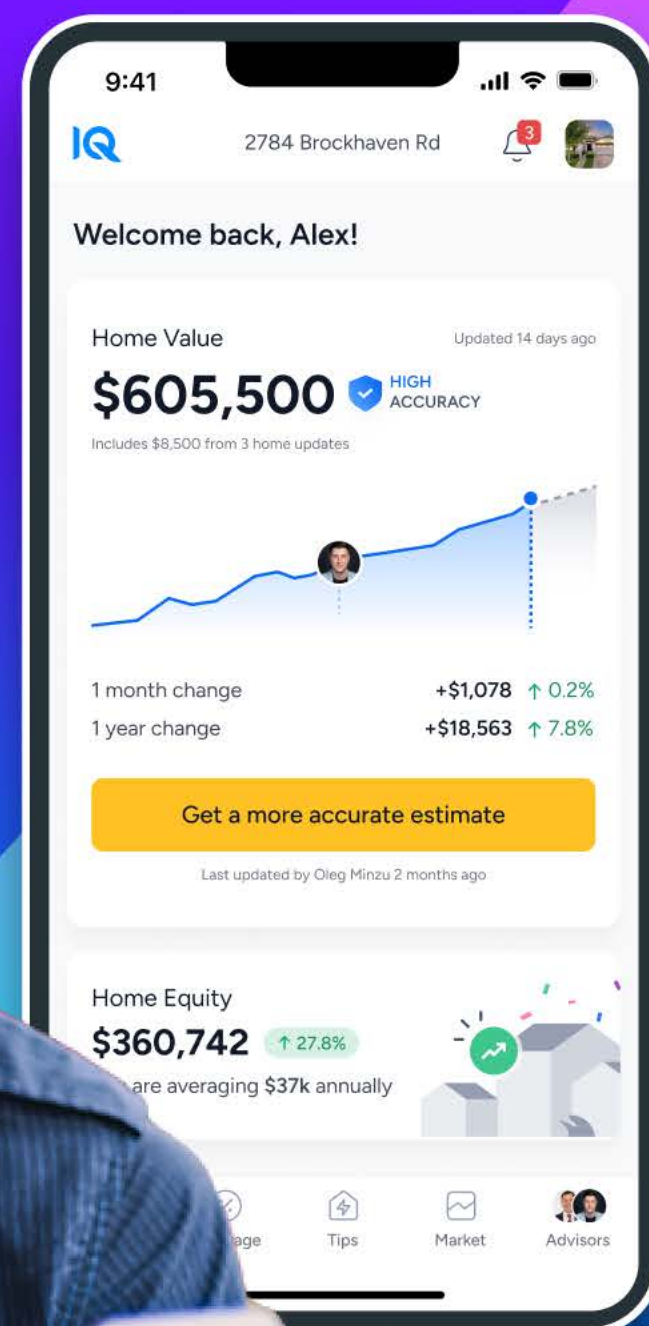 9:41
IQ
2784 Brockhaven Rd
3
Welcome back, Alex!
Home Value
Updated 14 days ago
$605,500
HIGH
ACCURACY
Includes $8,500 from 3 home updates
1 month change +$1,078 ↑ 0.2%
1 year change +$18,563 ↑ 7.8%
Get a more accurate estimate
Last updated by Oleg Minzu 2 months ago
Home Equity
$360,742 ↑ 27.8%
are averaging $37k annually
Tips Market Advisors